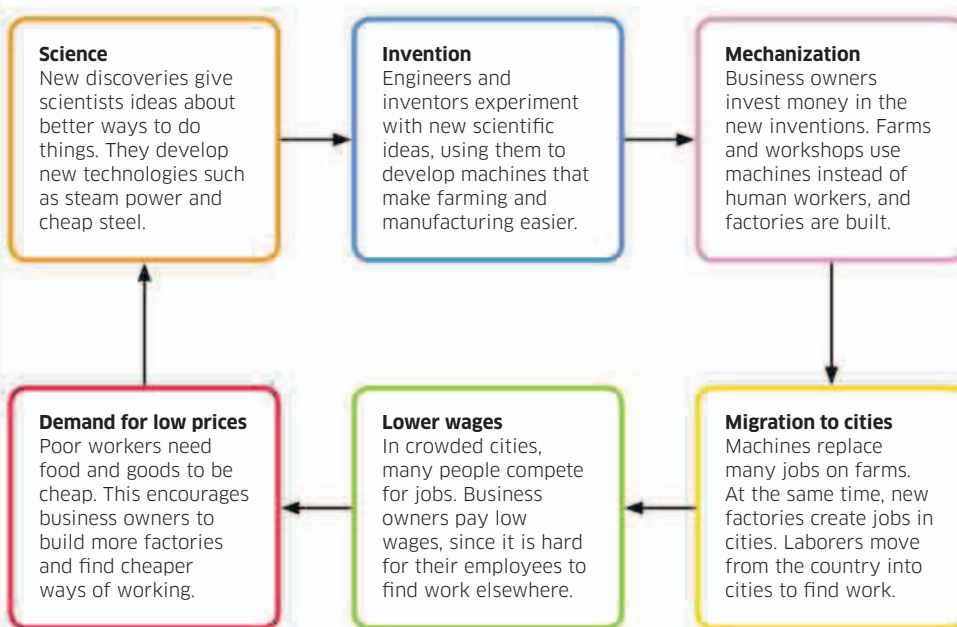 Science
New discoveries give
scientists ideas about
better ways to do
things. They develop
new technologies such
as steam power and
cheap steel.
Invention
Engineers and
inventors experiment
with new scientific
ideas, using them to
develop machines that
make farming and
manufacturing easier.
Mechanization
Business owners
invest money in the
new inventions. Farms
and workshops use
machines instead of
human workers, and
factories are built.
Migration to cities
Machines replace
many jobs on farms.
At the same time, new
factories create jobs in
cities. Laborers move
from the country into
cities to find work.
Lower wages
In crowded cities,
many people compete
for jobs. Business
owners pay low
wages, since it is hard
for their employees to
find work elsewhere.
Demand for low prices
Poor workers need
food and goods to be
cheap. This encourages
business owners to
build more factories
and find cheaper
ways of working.